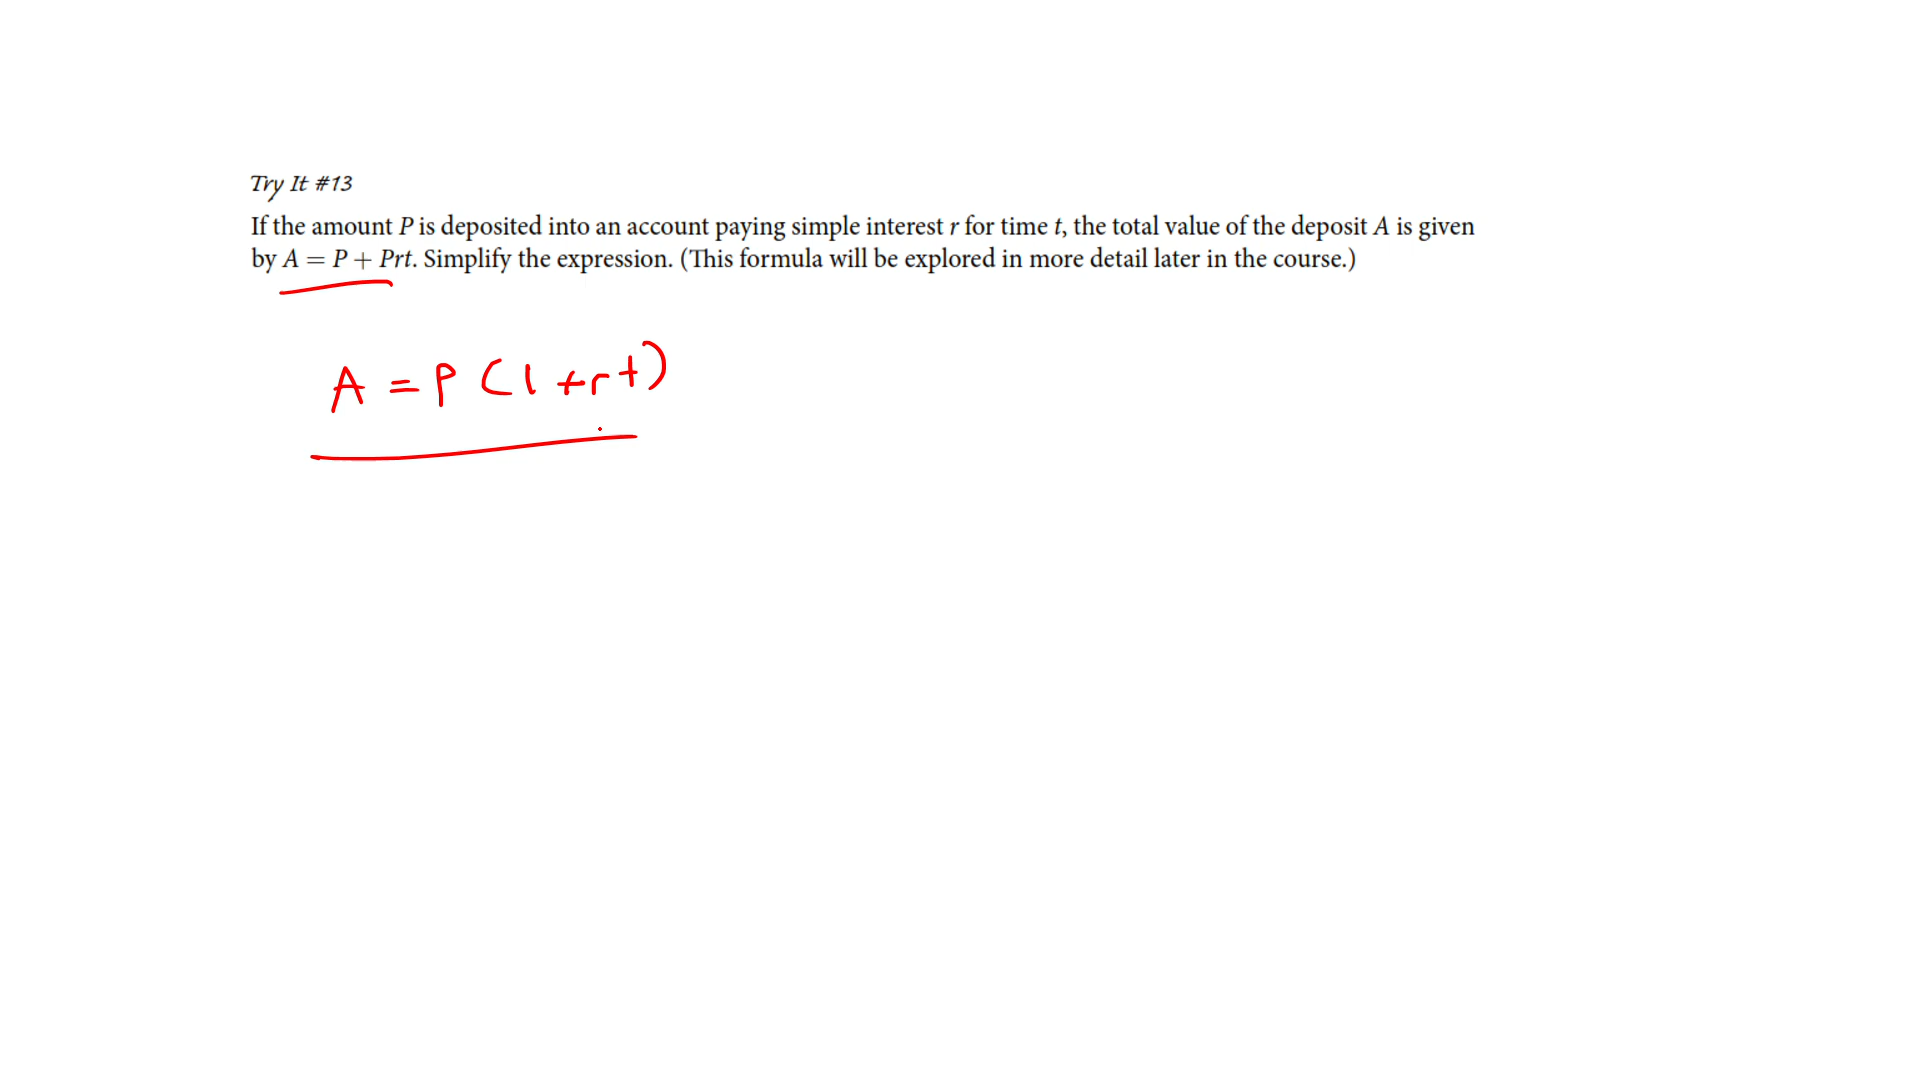 Try It #13
If the amount P is deposited into an account paying simple interest r for time t, the total value of the deposit A is given
by A = P + Prt. Simplify the expression. (This formula will be explored in more detail later in the course.)
A = P (1 + rt)